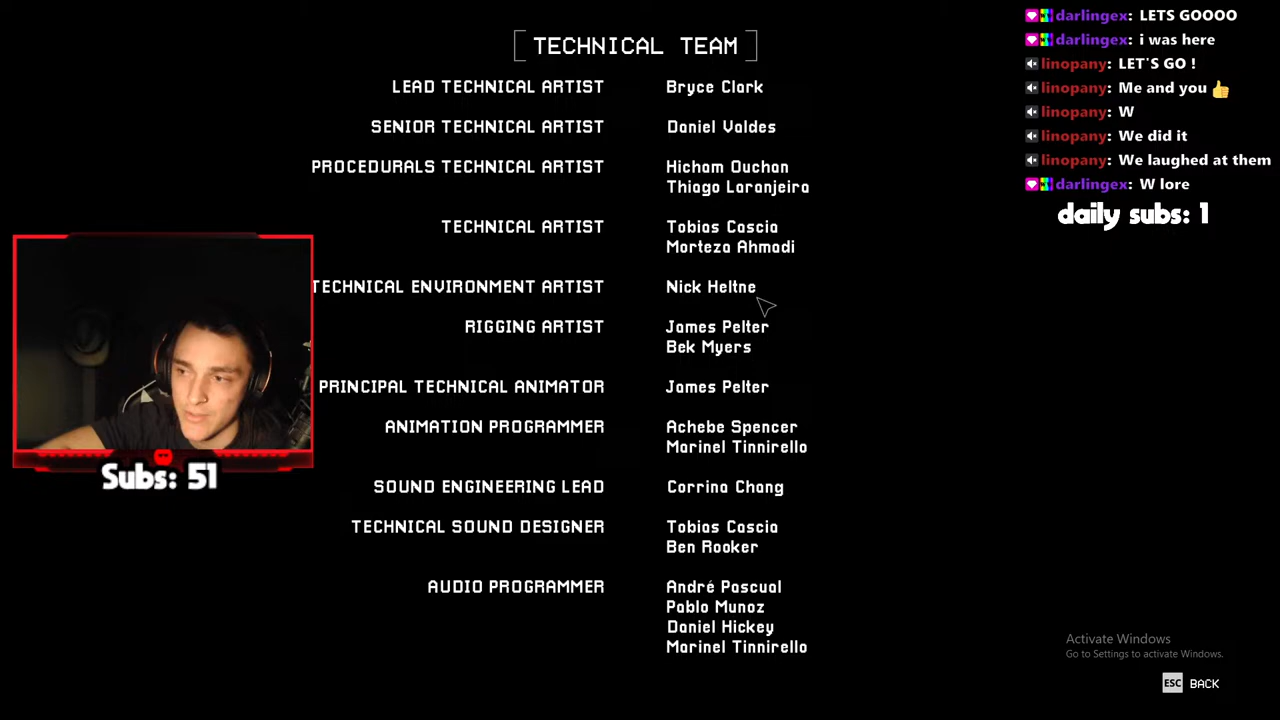 TECHNICAL TEAM
LEAD TECHNICAL ARTIST Bryce Clark
SENIOR TECHNICAL ARTIST Daniel Valdes
PROCEDURALS TECHNICAL ARTIST Hicham Ouchan
Thiago Laranjeira
TECHNICAL ARTIST Tobias Cascia
Morteza Ahmadi
TECHNICAL ENVIRONMENT ARTIST Nick Heltne
RIGGING ARTIST James Pelter
Bek Myers
PRINCIPAL TECHNICAL ANIMATOR James Pelter
ANIMATION PROGRAMMER Achebe Spencer
Marinel Tinnirello
SOUND ENGINEERING LEAD Corrina Chang
TECHNICAL SOUND DESIGNER Tobias Cascia
Ben Rooker
AUDIO PROGRAMMER André Pascual
Pablo Munoz
Daniel Hickey
Marinel Tinnirello
Subs: 51
darlingex: LETS GOOOO
darlingex: i was here
linopany: LET'S GO !
linopany: Me and you 👍
linopany: W
linopany: We did it
linopany: We laughed at them
darlingex: W lore
daily subs: 1
Activate Windows
Go to Settings to activate Windows.
ESC BACK